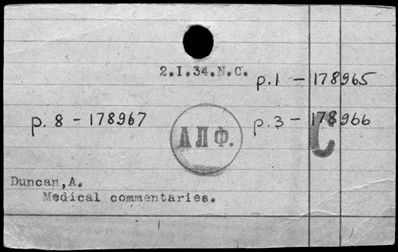 2.I.34.N.C.
p.1 - 178965
p. 8 - 178967
АПФ.
p.3 - 178966
C
Duncan,A.
Medical commentaries.